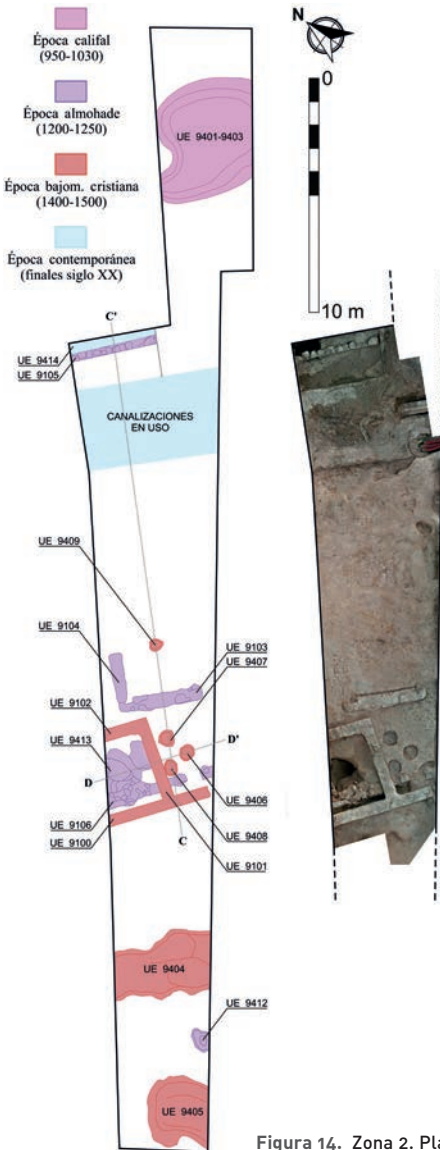 Época califal
(950-1030)
Época almohade
(1200-1250)
Época bajom. cristiana
(1400-1500)
Época contemporánea
(finales siglo XX)
N
0
10 m
UE 9401-9403
C'
UE 9414
UE 9105
CANALIZACIONES
EN USO
UE 9409
UE 9104
UE 9103
UE 9407
UE 9102
D'
UE 9413
D
UE 9406
UE 9106
UE 9408
UE 9100
C
UE 9101
UE 9404
UE 9412
UE 9405
Figura 14. Zona 2. Pla